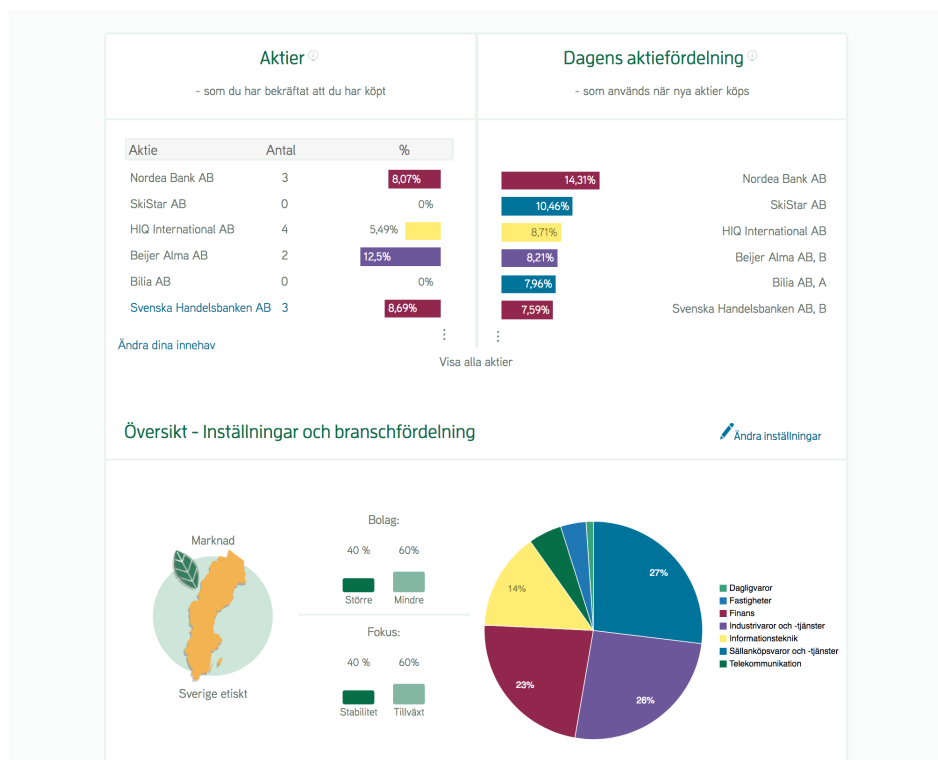 Aktier
- som du har bekräftat att du har köpt
Aktie Antal %
Nordea Bank AB 3 8,07%
SkiStar AB 0 0%
HIQ International AB 4 5,49%
Beijer Alma AB 2 12,5%
Bilia AB 0 0%
Svenska Handelsbanken AB 3 8,69%
Ändra dina innehav
Dagens aktiefördelning
- som används när nya aktier köps
14,31% Nordea Bank AB
10,46% SkiStar AB
8,71% HIQ International AB
8,21% Beijer Alma AB, B
7,96% Bilia AB, A
7,59% Svenska Handelsbanken AB, B
Visa alla aktier
Översikt - Inställningar och branschfördelning
Ändra inställningar
Marknad
Sverige etiskt
Bolag:
40 % 60%
Större Mindre
Fokus:
40 % 60%
Stabilitet Tillväxt
27%
14%
23%
26%
Dagligvaror
Fastigheter
Finans
Industrivaror och -tjänster
Informationsteknik
Sällanköpsvaror och -tjänster
Telekommunikation